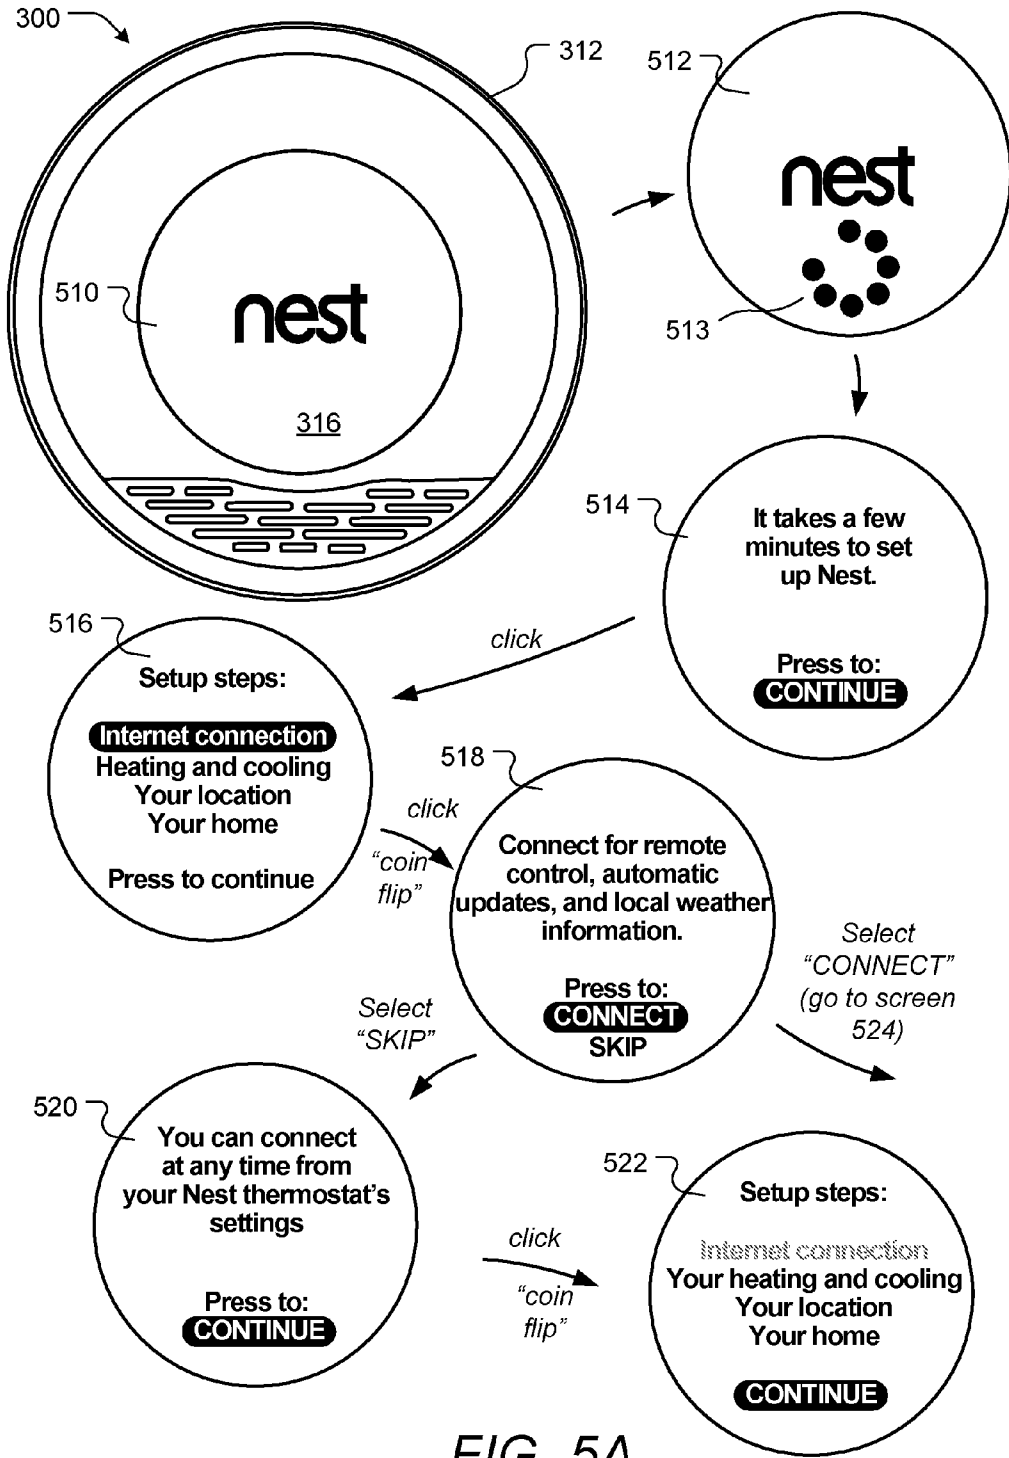 300
312
510
nest
316
512
nest
513
514
It takes a few
minutes to set
up Nest.
Press to:
CONTINUE
click
516
Setup steps:
Internet connection
Heating and cooling
Your location
Your home
Press to continue
click
“coin
flip”
518
Connect for remote
control, automatic
updates, and local weather
information.
Press to:
CONNECT
SKIP
Select
“SKIP”
Select
“CONNECT”
(go to screen
524)
520
You can connect
at any time from
your Nest thermostat’s
settings
Press to:
CONTINUE
click
“coin
flip”
522
Setup steps:
Internet connection
Your heating and cooling
Your location
Your home
CONTINUE
FIG. 5A